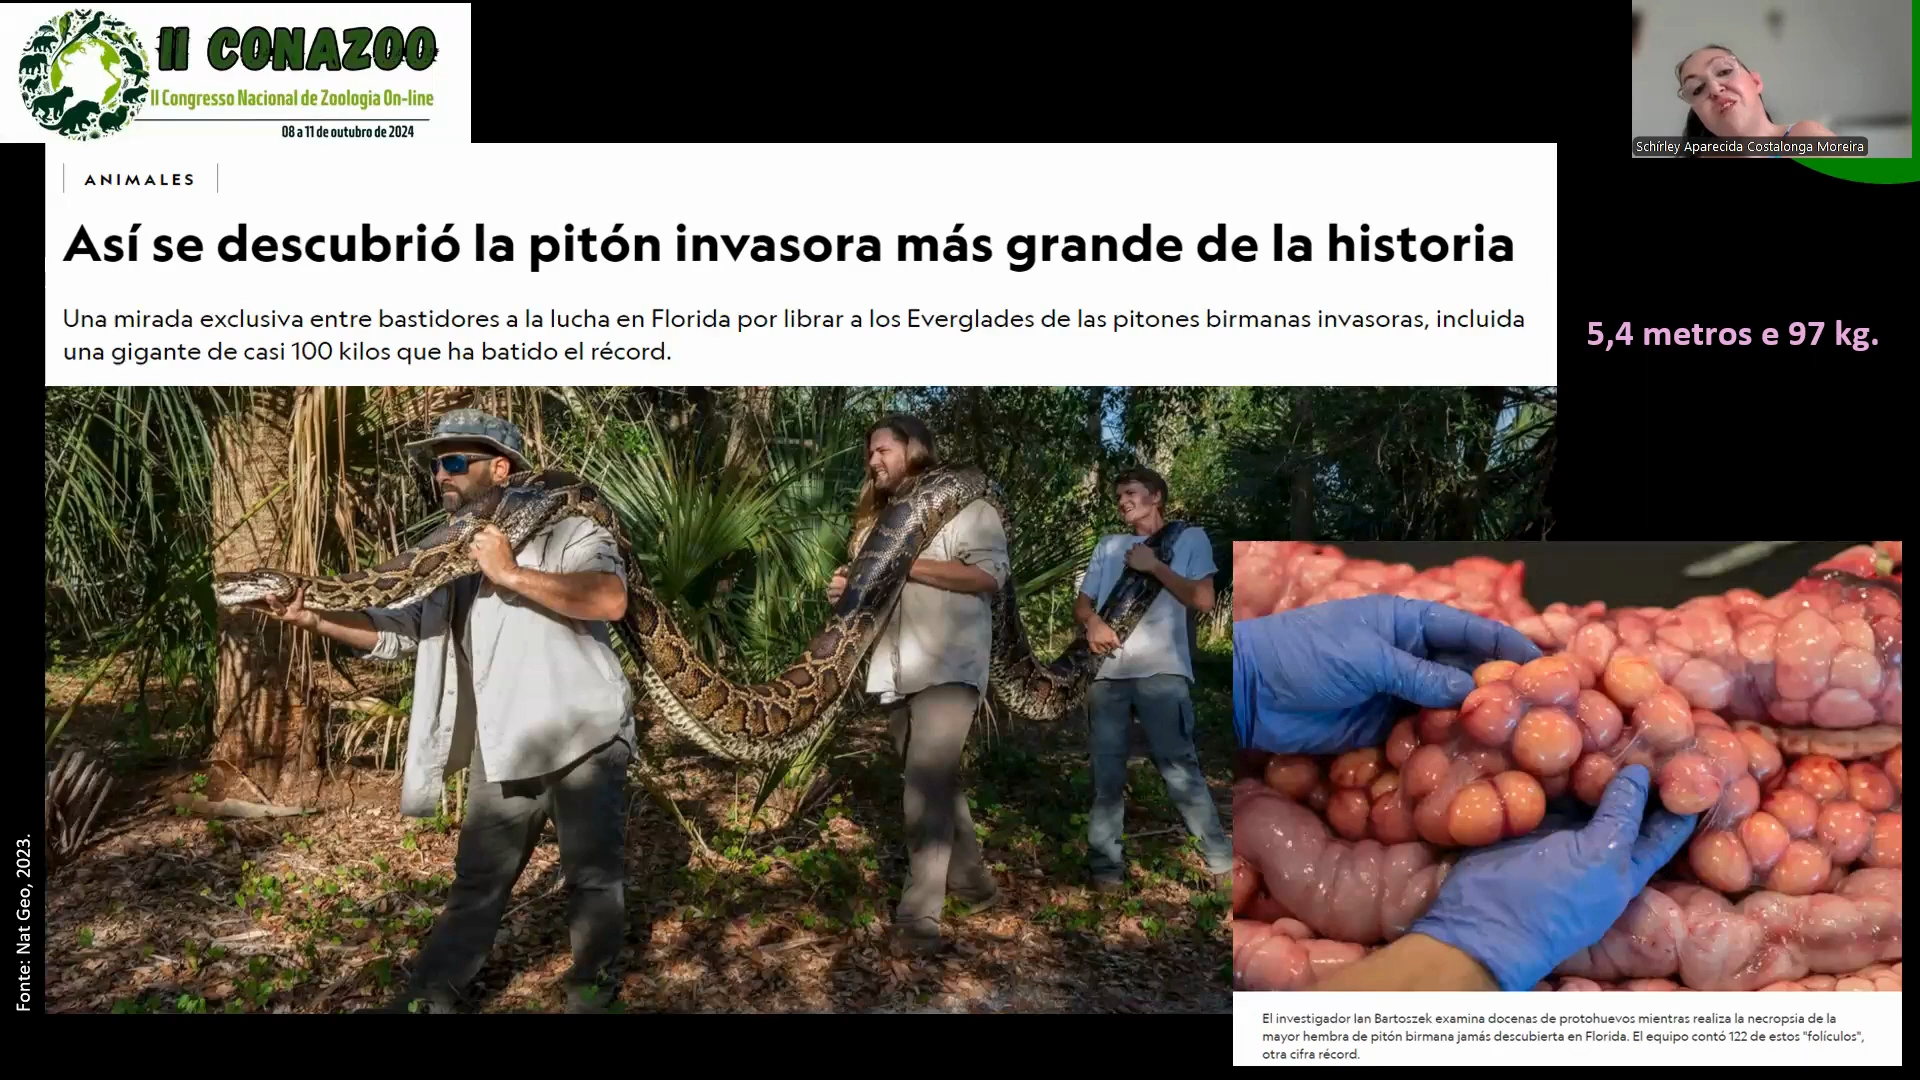 II CONAZOO
II Congresso Nacional de Zoologia On-line
08 a 11 de outubro de 2024
Schírley Aparecida Costalonga Moreira
ANIMALES
Así se descubrió la pitón invasora más grande de la historia
Una mirada exclusiva entre bastidores a la lucha en Florida por librar a los Everglades de las pitones birmanas invasoras, incluida
una gigante de casi 100 kilos que ha batido el récord.
5,4 metros e 97 kg.
Fonte: Nat Geo, 2023.
El investigador Ian Bartoszek examina docenas de protohuevos mientras realiza la necropsia de la
mayor hembra de pitón birmana jamás descubierta en Florida. El equipo contó 122 de estos "folículos",
otra cifra récord.